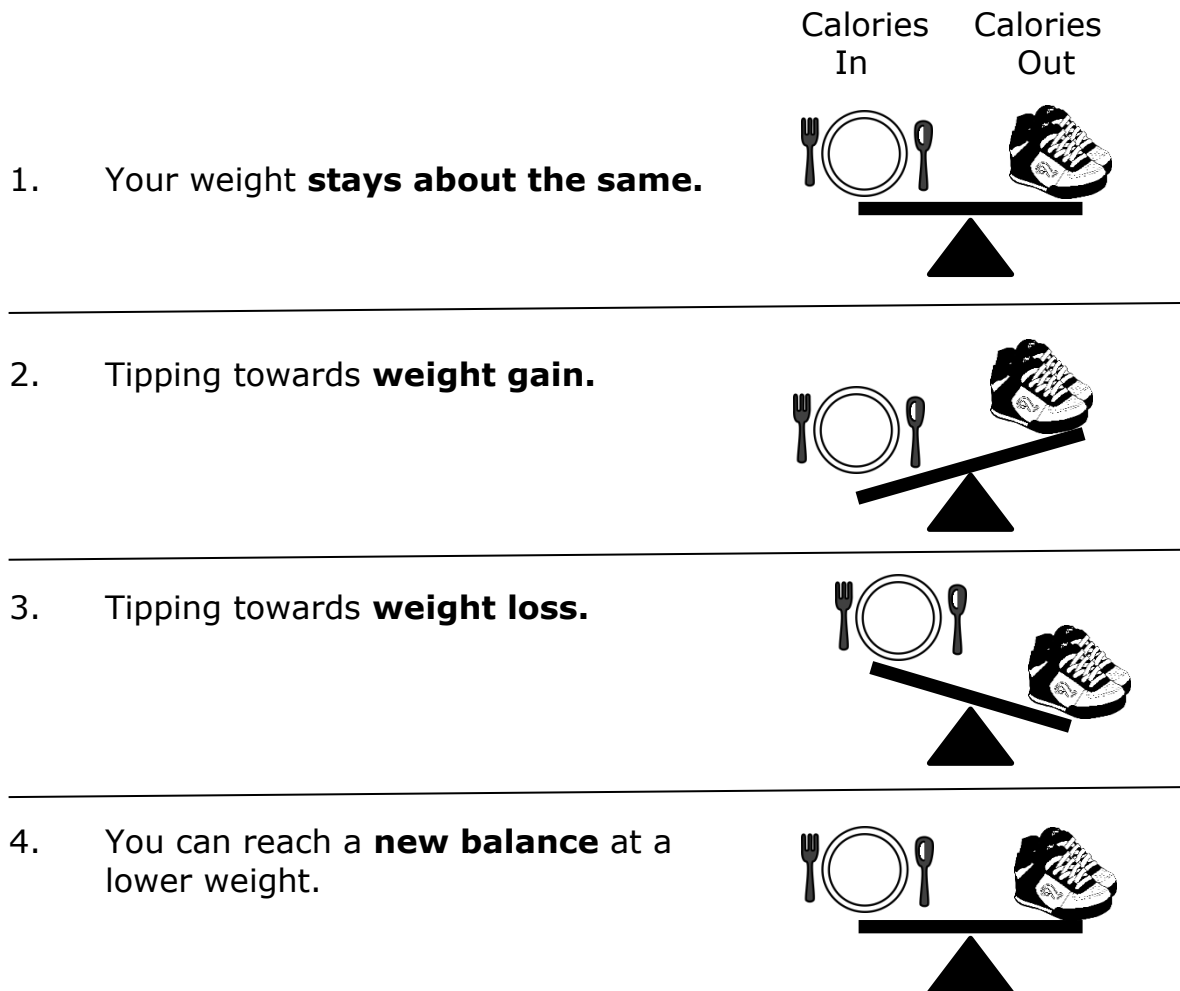 Calories In
Calories Out
1. Your weight stays about the same.
2. Tipping towards weight gain.
3. Tipping towards weight loss.
4. You can reach a new balance at a
lower weight.